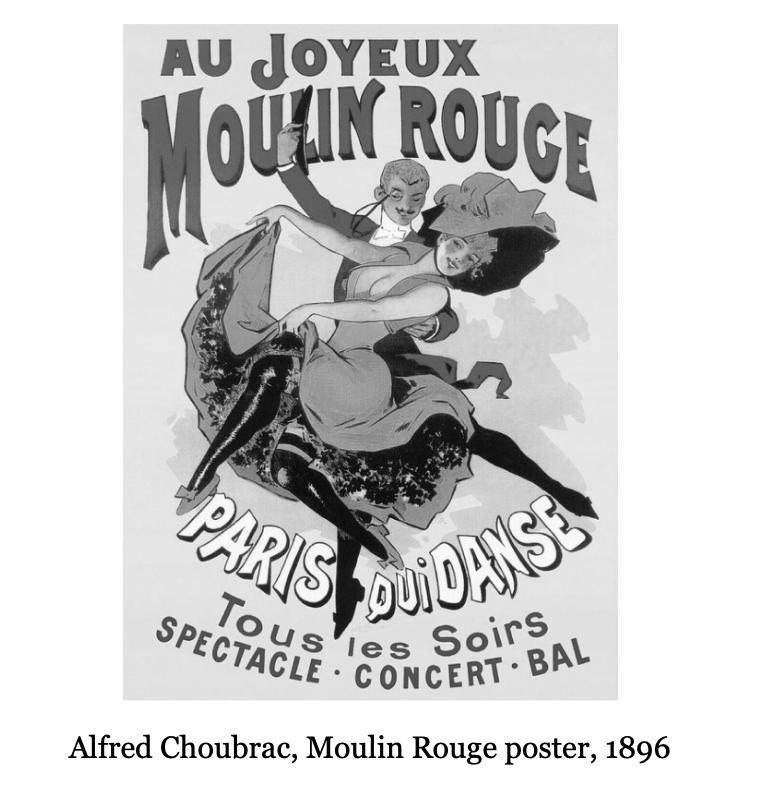 AU JOYEUX
MOULIN ROUGE
PARIS QUI DANSE
Tous les Soirs
SPECTACLE · CONCERT · BAL
Alfred Choubrac, Moulin Rouge poster, 1896